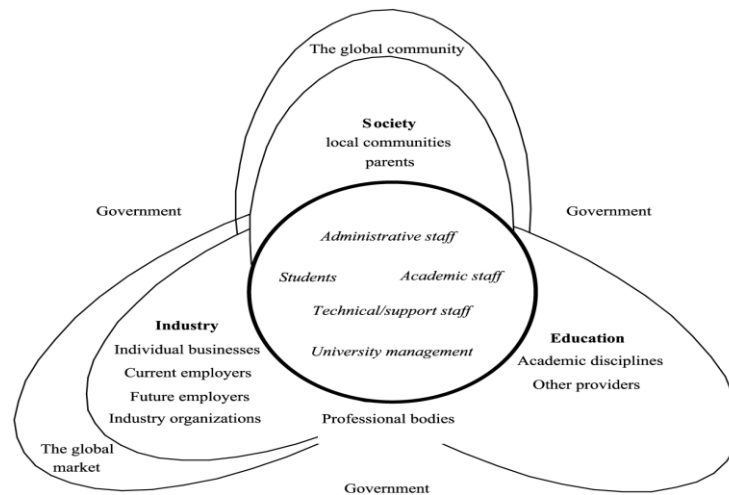 The global community
Society
local communities
parents
Government
Government
Administrative staff
Students
Academic staff
Technical/support staff
University management
Industry
Individual businesses
Current employers
Future employers
Industry organizations
Education
Academic disciplines
Other providers
Professional bodies
The global
market
Government